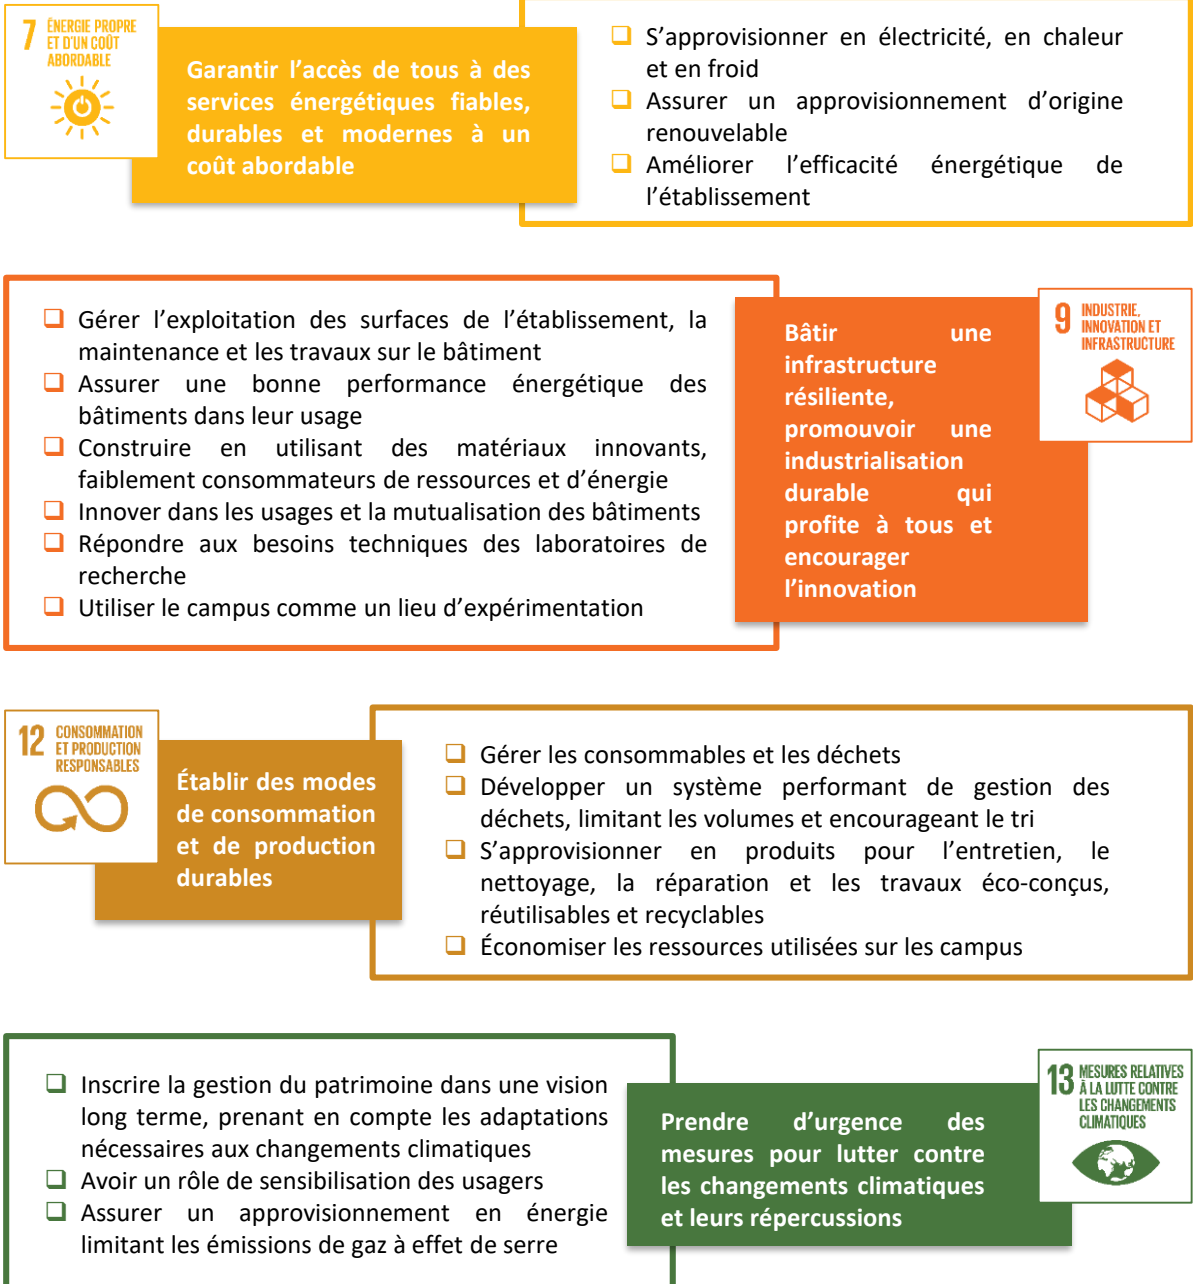 7 ÉNERGIE PROPRE
ET D'UN COÛT
ABORDABLE
Garantir l'accès de tous à des
services énergétiques fiables,
durables et modernes à un
coût abordable
❑ S'approvisionner en électricité, en chaleur
et en froid
❑ Assurer un approvisionnement d'origine
renouvelable
❑ Améliorer l'efficacité énergétique de
l'établissement
❑ Gérer l'exploitation des surfaces de l'établissement, la
maintenance et les travaux sur le bâtiment
❑ Assurer une bonne performance énergétique des
bâtiments dans leur usage
❑ Construire en utilisant des matériaux innovants,
faiblement consommateurs de ressources et d'énergie
❑ Innover dans les usages et la mutualisation des bâtiments
❑ Répondre aux besoins techniques des laboratoires de
recherche
❑ Utiliser le campus comme un lieu d'expérimentation
Bâtir une
infrastructure
résiliente,
promouvoir une
industrialisation
durable qui
profite à tous et
encourager
l'innovation
9 INDUSTRIE,
INNOVATION ET
INFRASTRUCTURE
12 CONSOMMATION
ET PRODUCTION
RESPONSABLES
Établir des modes
de consommation
et de production
durables
❑ Gérer les consommables et les déchets
❑ Développer un système performant de gestion des
déchets, limitant les volumes et encourageant le tri
❑ S'approvisionner en produits pour l'entretien, le
nettoyage, la réparation et les travaux éco-conçus,
réutilisables et recyclables
❑ Économiser les ressources utilisées sur les campus
❑ Inscrire la gestion du patrimoine dans une vision
long terme, prenant en compte les adaptations
nécessaires aux changements climatiques
❑ Avoir un rôle de sensibilisation des usagers
❑ Assurer un approvisionnement en énergie
limitant les émissions de gaz à effet de serre
Prendre d'urgence des
mesures pour lutter contre
les changements climatiques
et leurs répercussions
13 MESURES RELATIVES
À LA LUTTE CONTRE
LES CHANGEMENTS
CLIMATIQUES